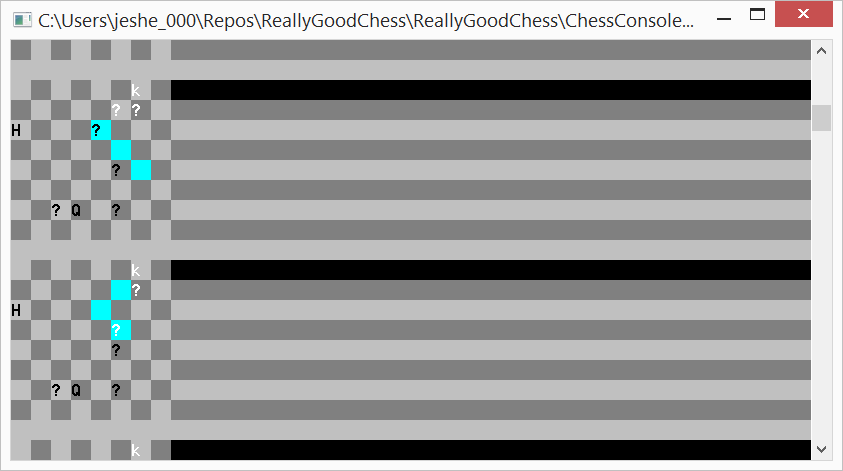 C:\Users\jeshe_000\Repos\ReallyGoodChess\ReallyGoodChess\ChessConsole...
k
? ?
H ?
?
? Q ?
k
?
H
?
?
? Q ?
k